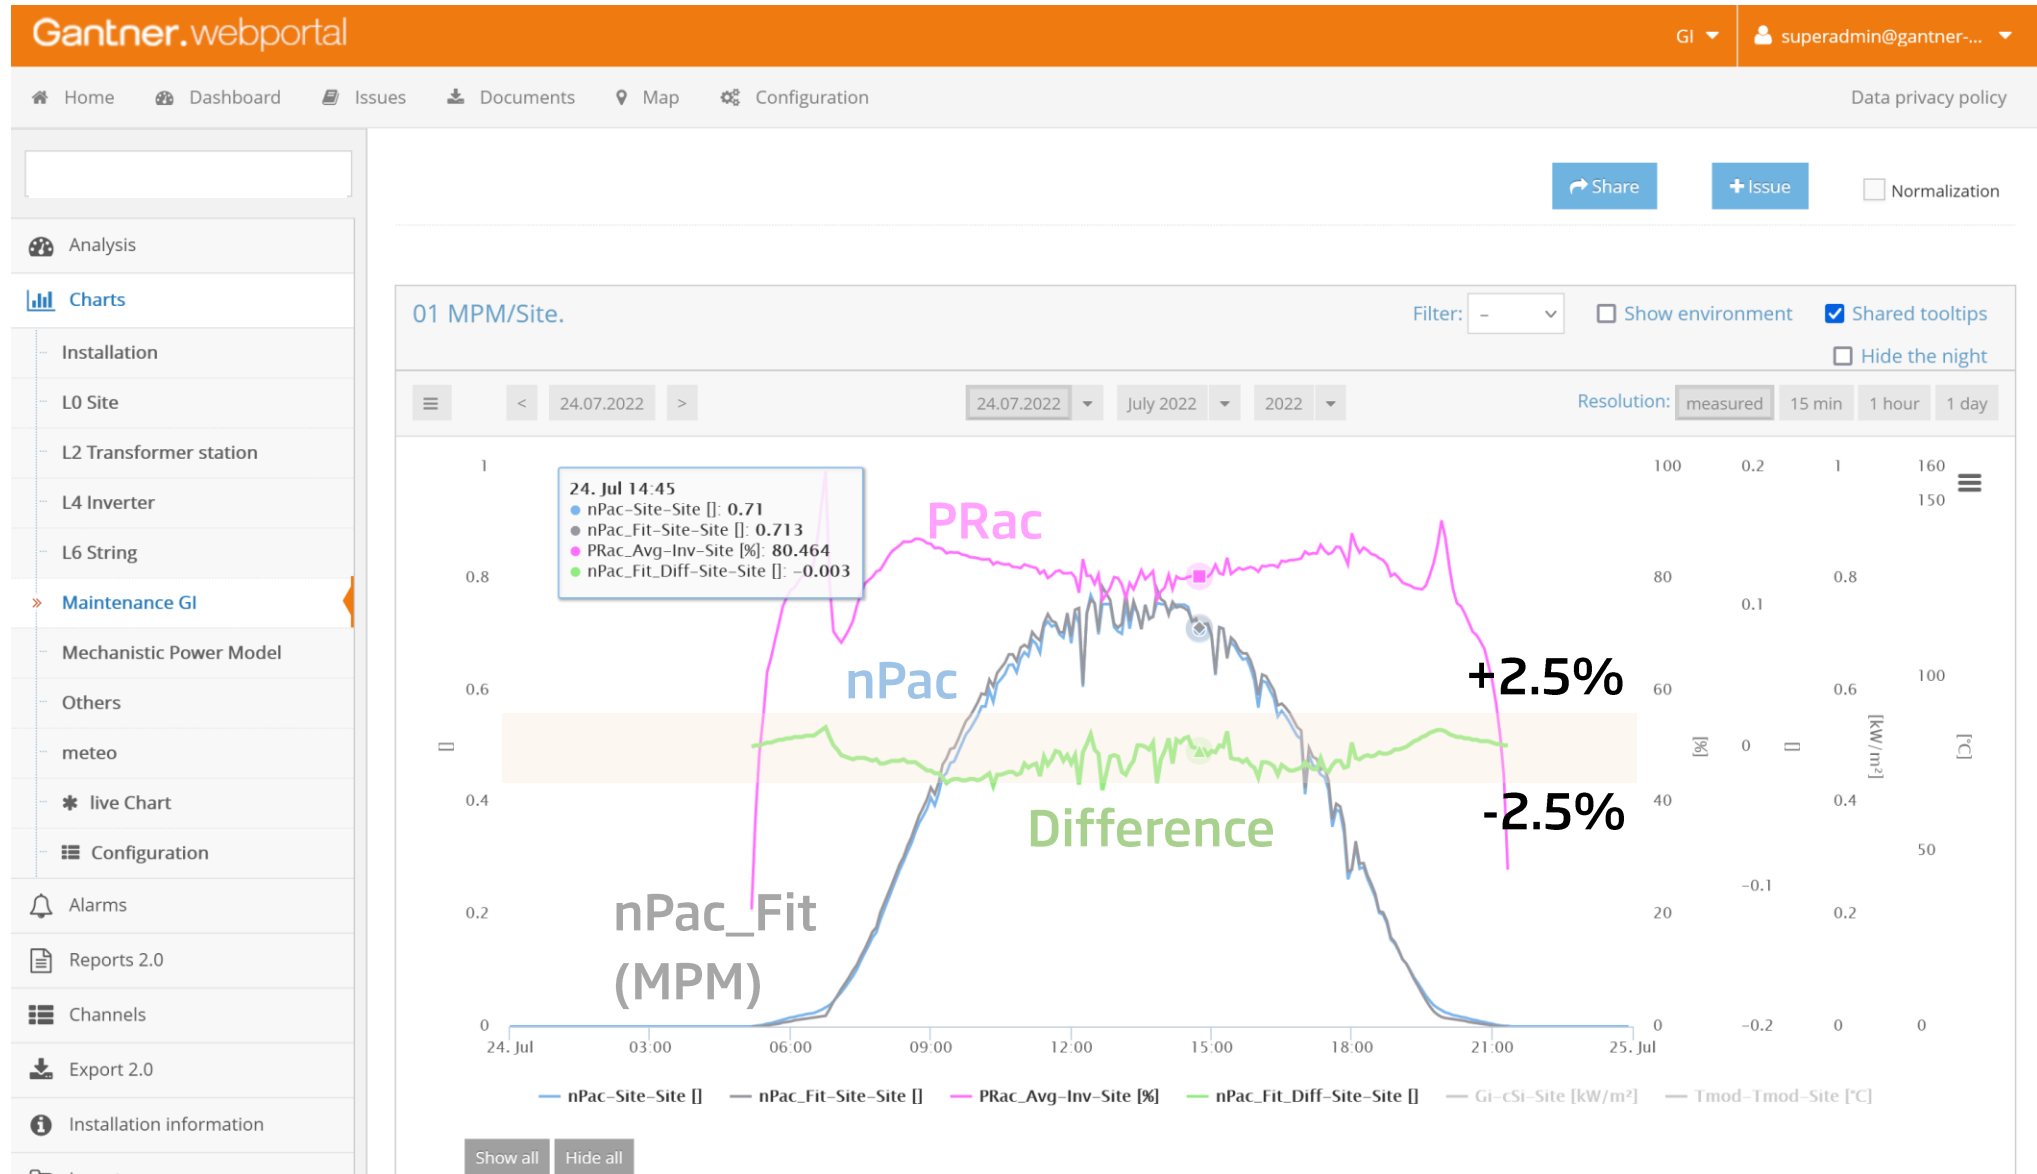 Gantner.webportal
GI
superadmin@gantner-...
Home
Dashboard
Issues
Documents
Map
Configuration
Data privacy policy
Share
Issue
Normalization
Analysis
Charts
Installation
L0 Site
L2 Transformer station
L4 Inverter
L6 String
Maintenance GI
Mechanistic Power Model
Others
meteo
live Chart
Configuration
Alarms
Reports 2.0
Channels
Export 2.0
Installation information
01 MPM/Site.
Filter: –
Show environment
Shared tooltips
Hide the night
< 24.07.2022 >
24.07.2022
July 2022
2022
Resolution: measured 15 min 1 hour 1 day
1
0.8
0.6
0.4
0.2
0
[]
24. Jul 14:45
nPac-Site-Site []: 0.71
nPac_Fit-Site-Site []: 0.713
PRac_Avg-Inv-Site [%]: 80.464
nPac_Fit_Diff-Site-Site []: -0.003
PRac
nPac
+2.5%
-2.5%
Difference
nPac_Fit
(MPM)
100
80
60
40
20
0
[%]
0.2
0.1
0
-0.1
-0.2
[]
1
0.8
0.6
0.4
0.2
0
[kW/m²]
160
150
100
50
0
[°C]
24. Jul 03:00 06:00 09:00 12:00 15:00 18:00 21:00 25. Jul
nPac-Site-Site []
nPac_Fit-Site-Site []
PRac_Avg-Inv-Site [%]
nPac_Fit_Diff-Site-Site []
Gi-cSi-Site [kW/m²]
Tmod-Tmod-Site [°C]
Show all
Hide all